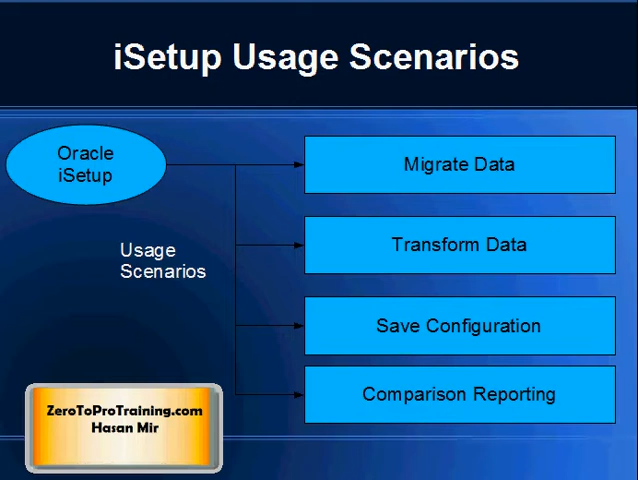 iSetup Usage Scenarios
Oracle
iSetup
Migrate Data
Transform Data
Usage
Scenarios
Save Configuration
Comparison Reporting
ZeroToProTraining.com
Hasan Mir